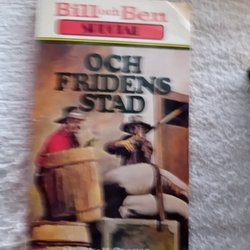 Bill och Ben
SPECIAL
OCH
FRIDENS
STAD